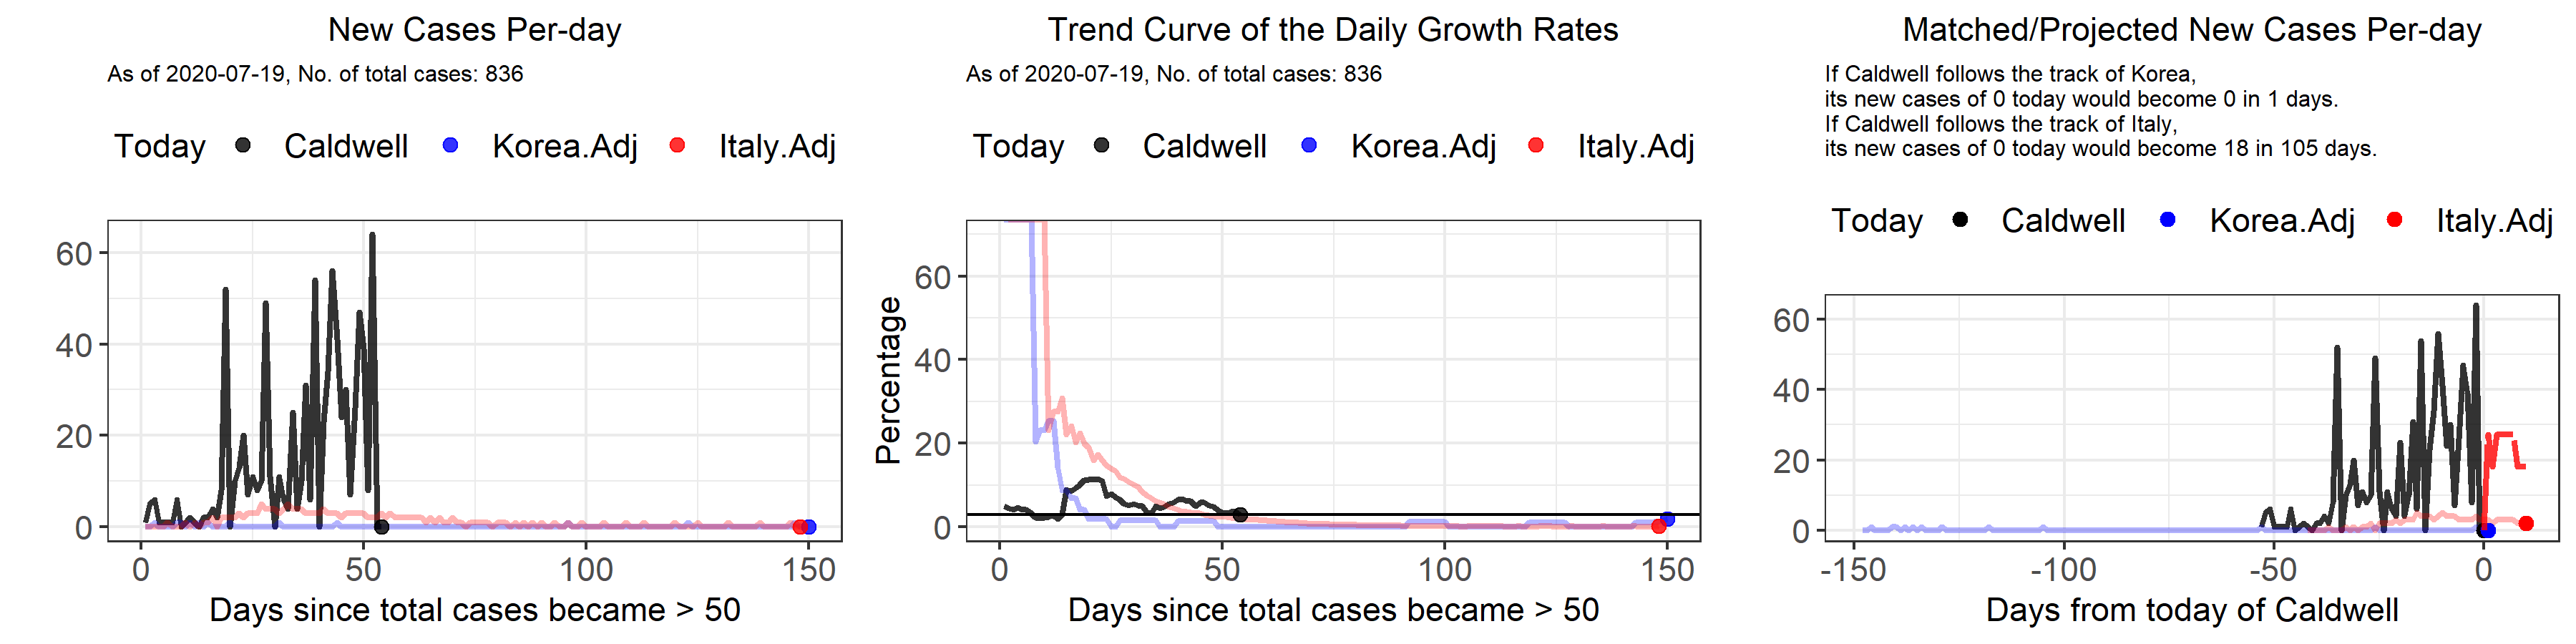 New Cases Per-day
As of 2020-07-19, No. of total cases: 836
Today Caldwell Korea.Adj Italy.Adj
60
40
20
0
0 50 100 150
Days since total cases became > 50
Trend Curve of the Daily Growth Rates
As of 2020-07-19, No. of total cases: 836
Today Caldwell Korea.Adj Italy.Adj
Percentage
60
40
20
0
0 50 100 150
Days since total cases became > 50
Matched/Projected New Cases Per-day
If Caldwell follows the track of Korea,
its new cases of 0 today would become 0 in 1 days.
If Caldwell follows the track of Italy,
its new cases of 0 today would become 18 in 105 days.
Today Caldwell Korea.Adj Italy.Adj
60
40
20
0
-150 -100 -50 0
Days from today of Caldwell